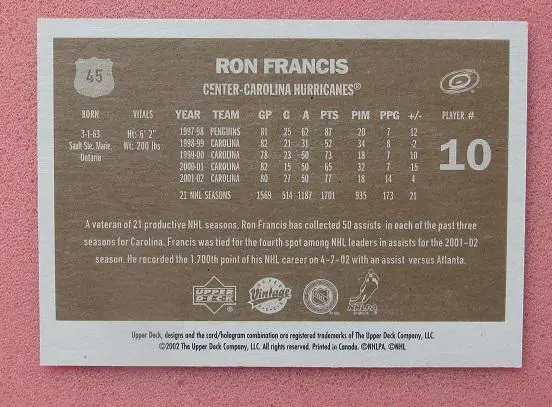 45
RON FRANCIS
CENTER-CAROLINA HURRICANES®
BORN VITALS YEAR TEAM GP G A PTS PIM PPG +/- PLAYER #
3-1-63 Ht: 6' 2" 1997-98 PENGUINS 81 25 62 87 20 7 12
Sault Ste. Marie, Wt: 200 lbs 1998-99 CAROLINA 82 21 31 52 34 8 -2
Ontario 1999-00 CAROLINA 78 23 50 73 18 7 10
2000-01 CAROLINA 82 15 50 65 32 7 -15
2001-02 CAROLINA 80 27 50 77 18 14 4
10
21 NHL SEASONS 1569 514 1187 1701 935 173 21
A veteran of 21 productive NHL seasons, Ron Francis has collected 50 assists in each of the past three
seasons for Carolina. Francis was tied for the fourth spot among NHL leaders in assists for the 2001-02
season. He recorded the 1,700th point of his NHL career on 4-7-02 with an assist versus Atlanta.
UPPER DECK Vintage NHLPA
Upper Deck, designs and the card/hologram combination are registered trademarks of The Upper Deck Company, LLC.
©2002 The Upper Deck Company, LLC. All rights reserved. Printed in Canada. ©NHLPA. ©NHL